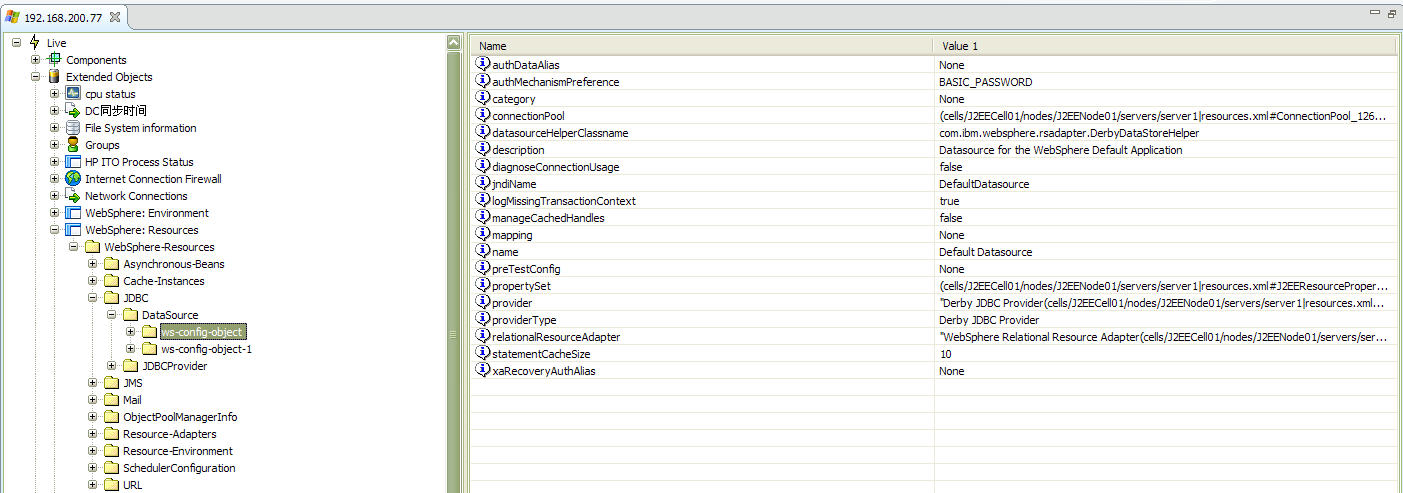 192.168.200.77
Live
Components
Extended Objects
cpu status
DC同步时间
File System information
Groups
HP ITO Process Status
Internet Connection Firewall
Network Connections
WebSphere: Environment
WebSphere: Resources
WebSphere-Resources
Asynchronous-Beans
Cache-Instances
JDBC
DataSource
ws-config-object
ws-config-object-1
JDBCProvider
JMS
Mail
ObjectPoolManagerInfo
Resource-Adapters
Resource-Environment
SchedulerConfiguration
URL
Name Value 1
authDataAlias None
authMechanismPreference BASIC_PASSWORD
category None
connectionPool (cells/J2EECell01/nodes/J2EENode01/servers/server1|resources.xml#ConnectionPool_126...
datasourceHelperClassname com.ibm.websphere.rsadapter.DerbyDataStoreHelper
description Datasource for the WebSphere Default Application
diagnoseConnectionUsage false
jndiName DefaultDatasource
logMissingTransactionContext true
manageCachedHandles false
mapping None
name Default Datasource
preTestConfig None
propertySet (cells/J2EECell01/nodes/J2EENode01/servers/server1|resources.xml#J2EEResourceProper...
provider "Derby JDBC Provider(cells/J2EECell01/nodes/J2EENode01/servers/server1|resources.xml...
providerType Derby JDBC Provider
relationalResourceAdapter "WebSphere Relational Resource Adapter(cells/J2EECell01/nodes/J2EENode01/servers/ser...
statementCacheSize 10
xaRecoveryAuthAlias None